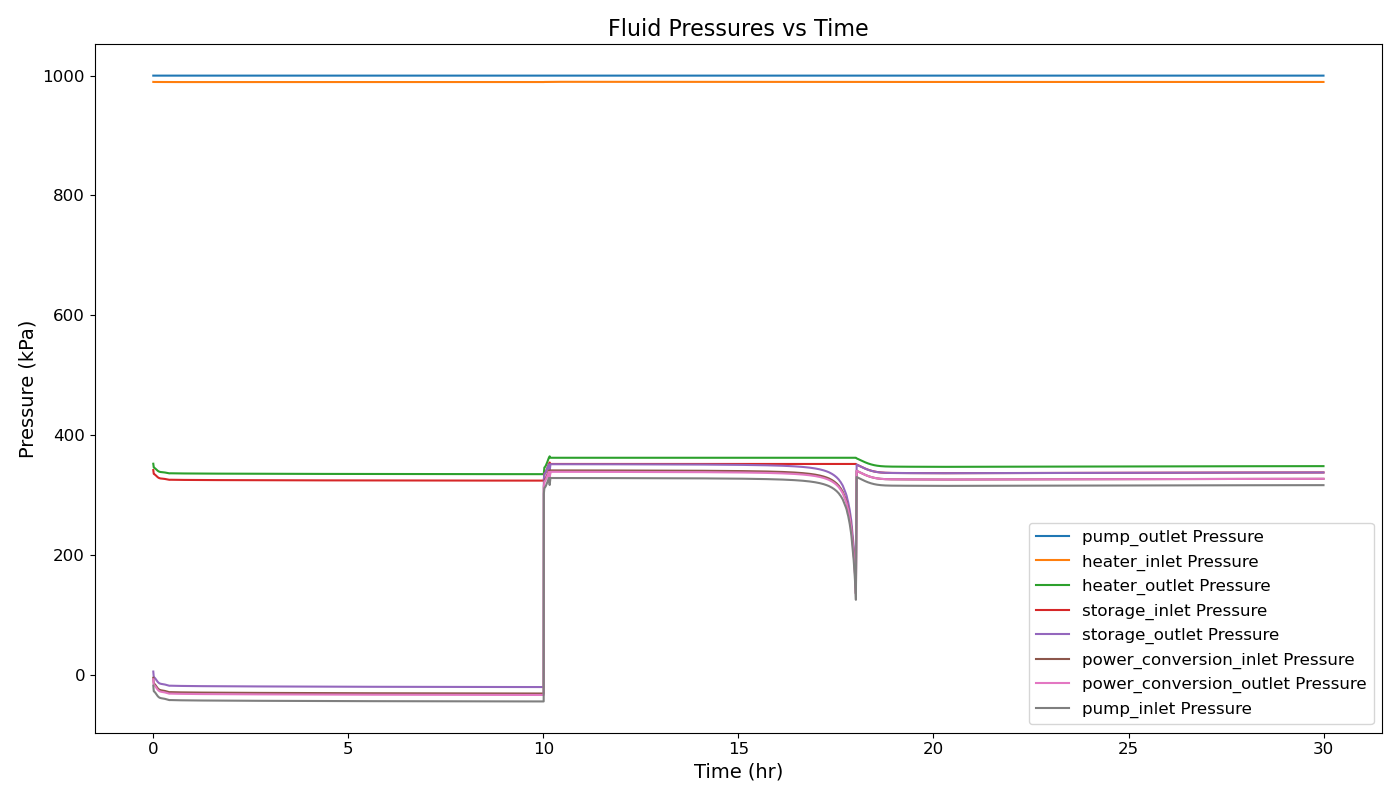 Fluid Pressures vs Time
Pressure (kPa)
1000
800
600
400
200
0
pump_outlet Pressure
heater_inlet Pressure
heater_outlet Pressure
storage_inlet Pressure
storage_outlet Pressure
power_conversion_inlet Pressure
power_conversion_outlet Pressure
pump_inlet Pressure
0 5 10 15 20 25 30
Time (hr)